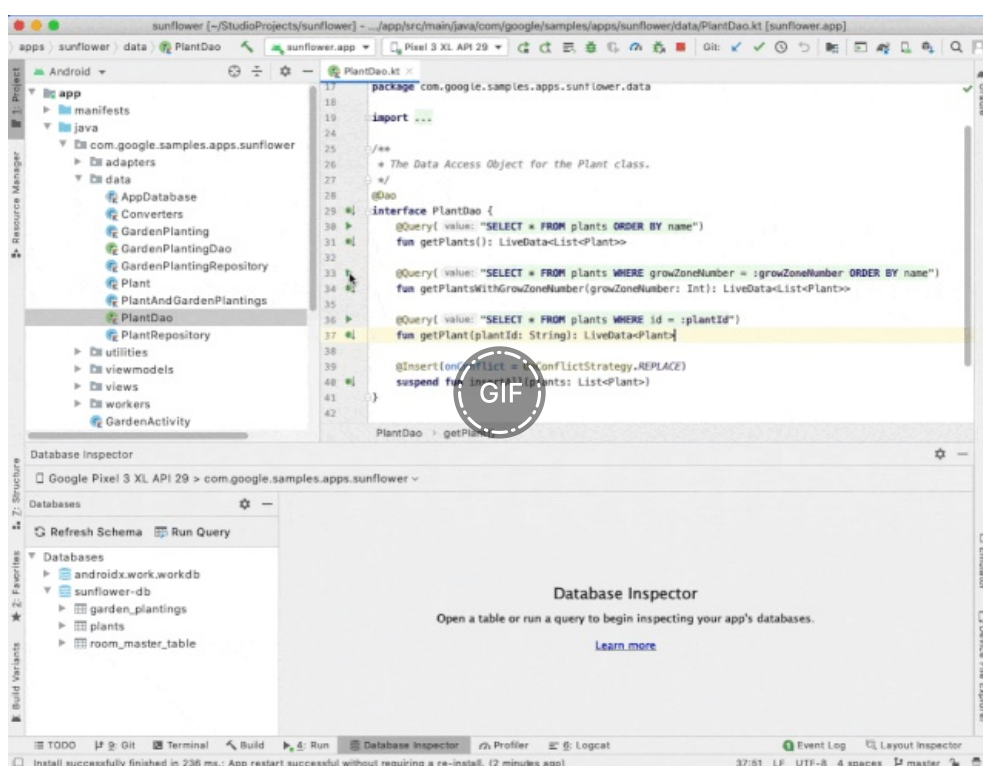 sunflower [~/StudioProjects/sunflower] - .../app/src/main/java/com/google/samples/apps/sunflower/data/PlantDao.kt [sunflower.app]
apps sunflower data PlantDao sunflower.app Pixel 3 XL API 29 Git:
Android
PlantDao.kt
1: Project
Resource Manager
app
manifests
java
com.google.samples.apps.sunflower
adapters
data
AppDatabase
Converters
GardenPlanting
GardenPlantingDao
GardenPlantingRepository
Plant
PlantAndGardenPlantings
PlantDao
PlantRepository
utilities
viewmodels
views
workers
GardenActivity
17 package com.google.samples.apps.sunflower.data
18
19 import ...
24
25 /**
26 * The Data Access Object for the Plant class.
27 */
28 @Dao
29 interface PlantDao {
30 @Query( value: "SELECT * FROM plants ORDER BY name")
31 fun getPlants(): LiveData<List<Plant>>
32
33 @Query( value: "SELECT * FROM plants WHERE growZoneNumber = :growZoneNumber ORDER BY name")
34 fun getPlantsWithGrowZoneNumber(growZoneNumber: Int): LiveData<List<Plant>>
35
36 @Query( value: "SELECT * FROM plants WHERE id = :plantId")
37 fun getPlant(plantId: String): LiveData<Plant>
38
39 @Insert(onConflict = OnConflictStrategy.REPLACE)
40 suspend fun insertAll(plants: List<Plant>)
41 }
42
GIF
PlantDao > getPlant()
Database Inspector
Google Pixel 3 XL API 29 > com.google.samples.apps.sunflower
Databases
Refresh Schema Run Query
Databases
androidx.work.workdb
sunflower-db
garden_plantings
plants
room_master_table
Database Inspector
Open a table or run a query to begin inspecting your app's databases.
Learn more
Z: Structure
2: Favorites
Build Variants
TODO 9: Git Terminal Build 4: Run Database Inspector Profiler 6: Logcat Event Log Layout Inspector
Install successfully finished in 236 ms.: App restart successful without requiring a re-install. (2 minutes ago) 37:51 LF UTF-8 4 spaces master